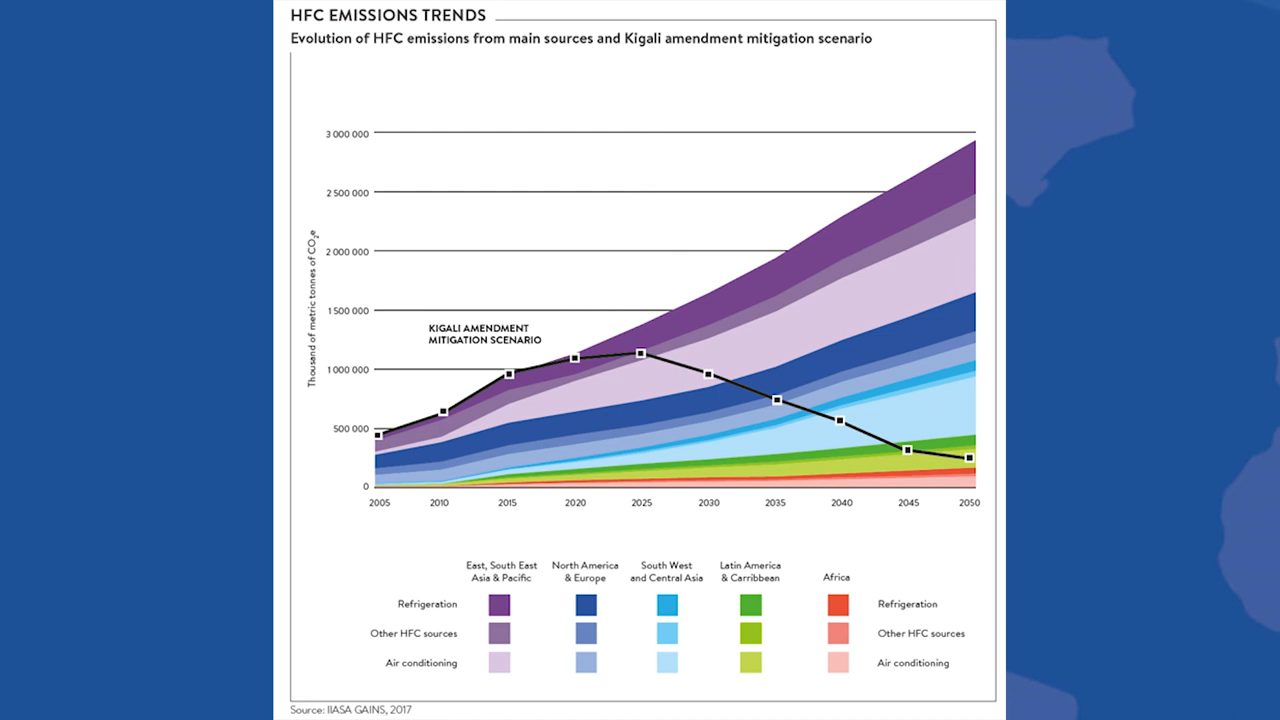 HFC EMISSIONS TRENDS
Evolution of HFC emissions from main sources and Kigali amendment mitigation scenario
Thousand of metric tonnes of CO₂e
3 000 000
2 500 000
2 000 000
1 500 000
1 000 000
500 000
0
KIGALI AMENDMENT
MITIGATION SCENARIO
2005 2010 2015 2020 2025 2030 2035 2040 2045 2050
East, South East
Asia & Pacific
North America
& Europe
South West
and Central Asia
Latin America
& Carribbean
Africa
Refrigeration Refrigeration
Other HFC sources Other HFC sources
Air conditioning Air conditioning
Source: IIASA GAINS, 2017